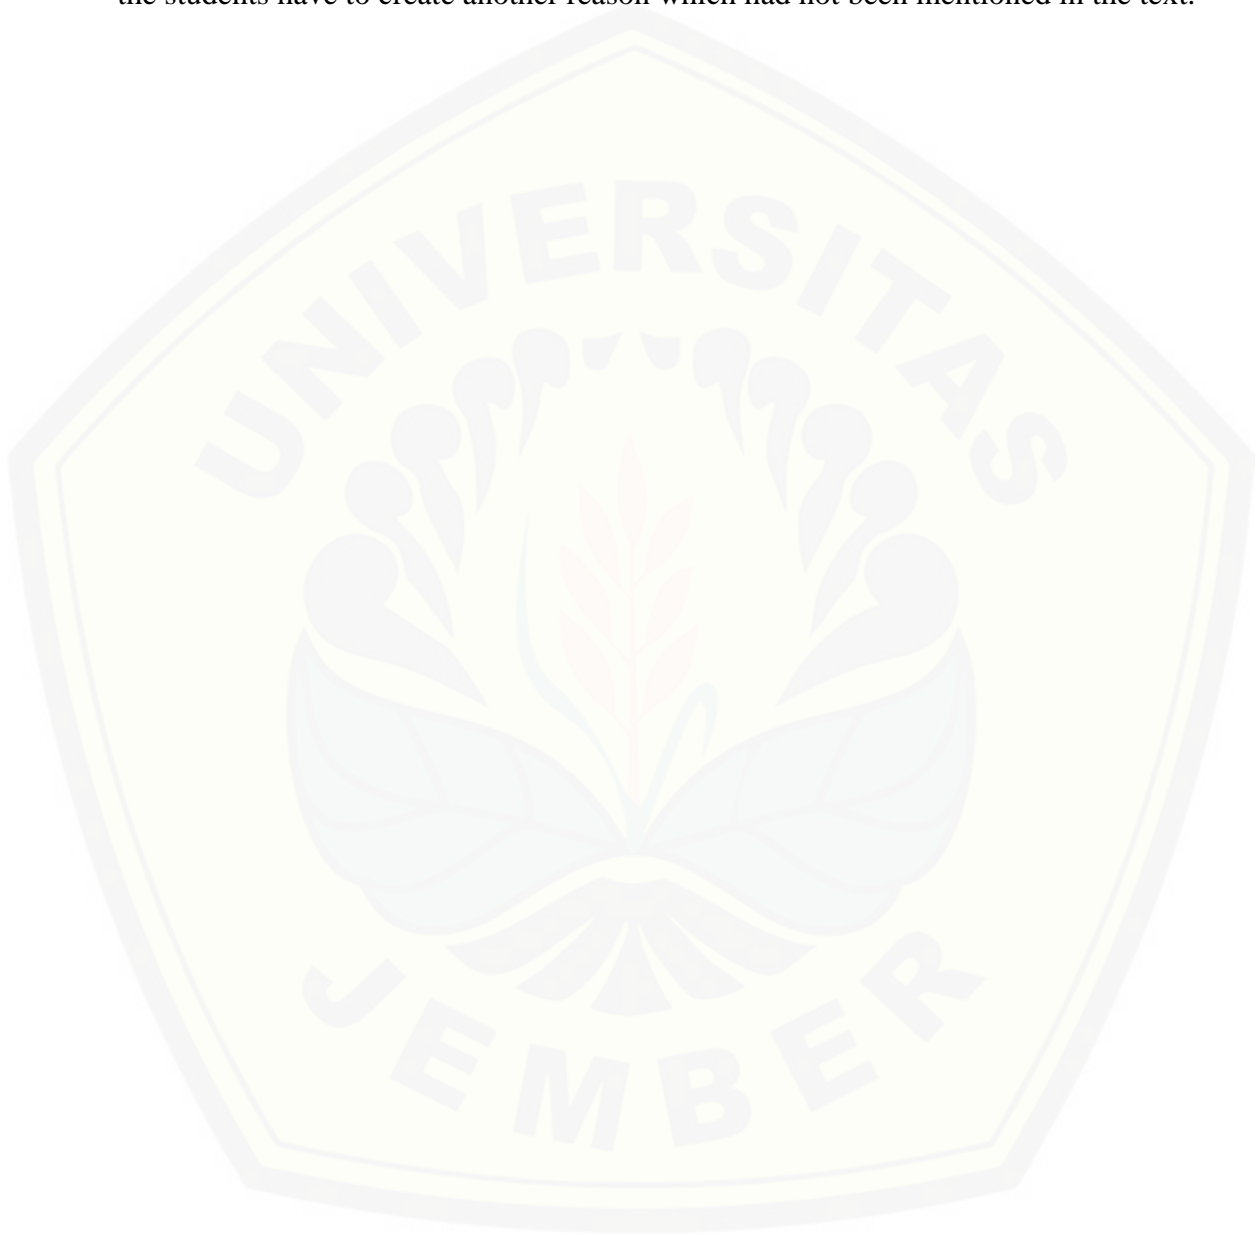 the students have to create another reason which had not been mentioned in the text.
UNIVERSITAS
JEMBER